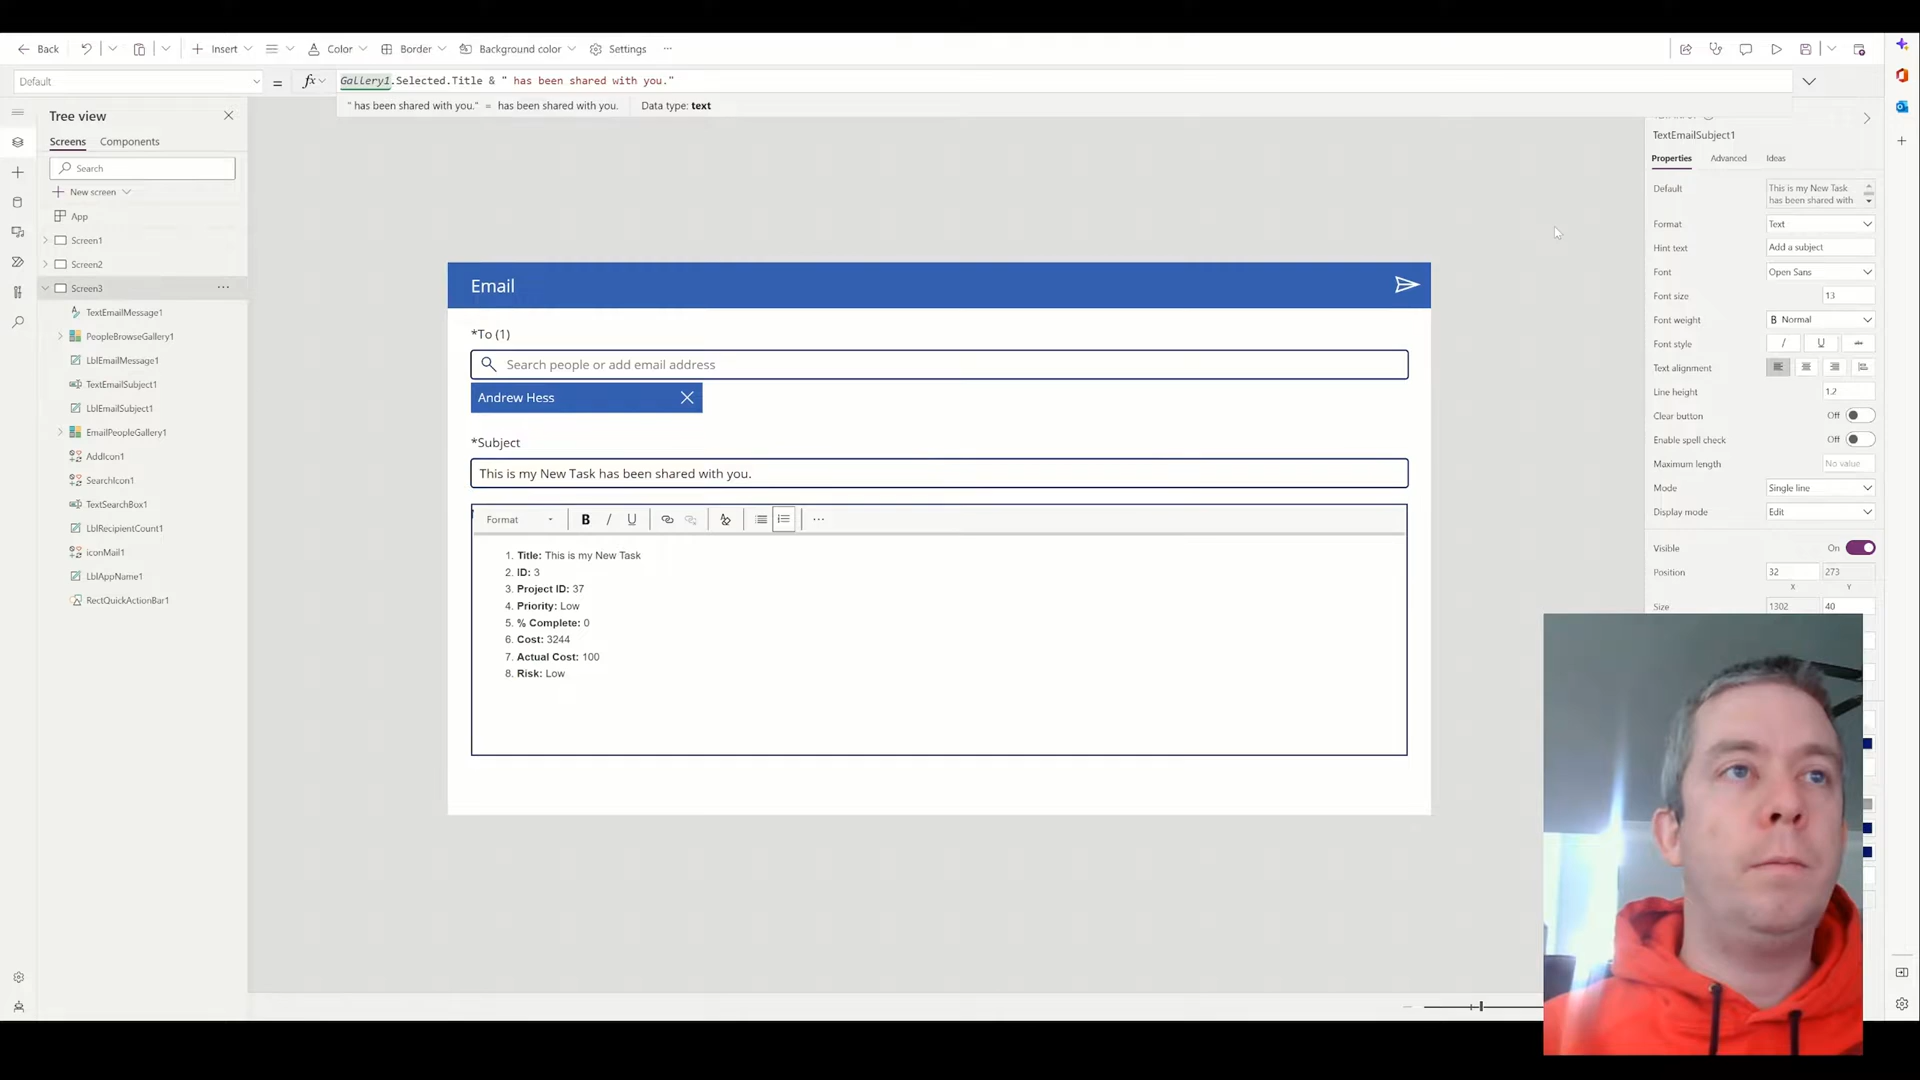 Back
Insert
Color
Border
Background color
Settings
Default
=
fx
Gallery1.Selected.Title & " has been shared with you."
" has been shared with you." = has been shared with you.
Data type: text
Tree view
Screens
Components
Search
New screen
App
Screen1
Screen2
Screen3
TextEmailMessage1
PeopleBrowseGallery1
LblEmailMessage1
TextEmailSubject1
LblEmailSubject1
EmailPeopleGallery1
AddIcon1
SearchIcon1
TextSearchBox1
LblRecipientCount1
iconMail1
LblAppName1
RectQuickActionBar1
Email
*To (1)
Search people or add email address
Andrew Hess
*Subject
This is my New Task has been shared with you.
Format
B
I
U
1. Title: This is my New Task
2. ID: 3
3. Project ID: 37
4. Priority: Low
5. % Complete: 0
6. Cost: 3244
7. Actual Cost: 100
8. Risk: Low
TextEmailSubject1
Properties
Advanced
Ideas
Default
This is my New Task
has been shared with
Format
Text
Hint text
Add a subject
Font
Open Sans
Font size
13
Font weight
B Normal
Font style
Text alignment
Line height
1.2
Clear button
Off
Enable spell check
Off
Maximum length
No value
Mode
Single line
Display mode
Edit
Visible
On
Position
32
273
X
Y
Size
1302
40